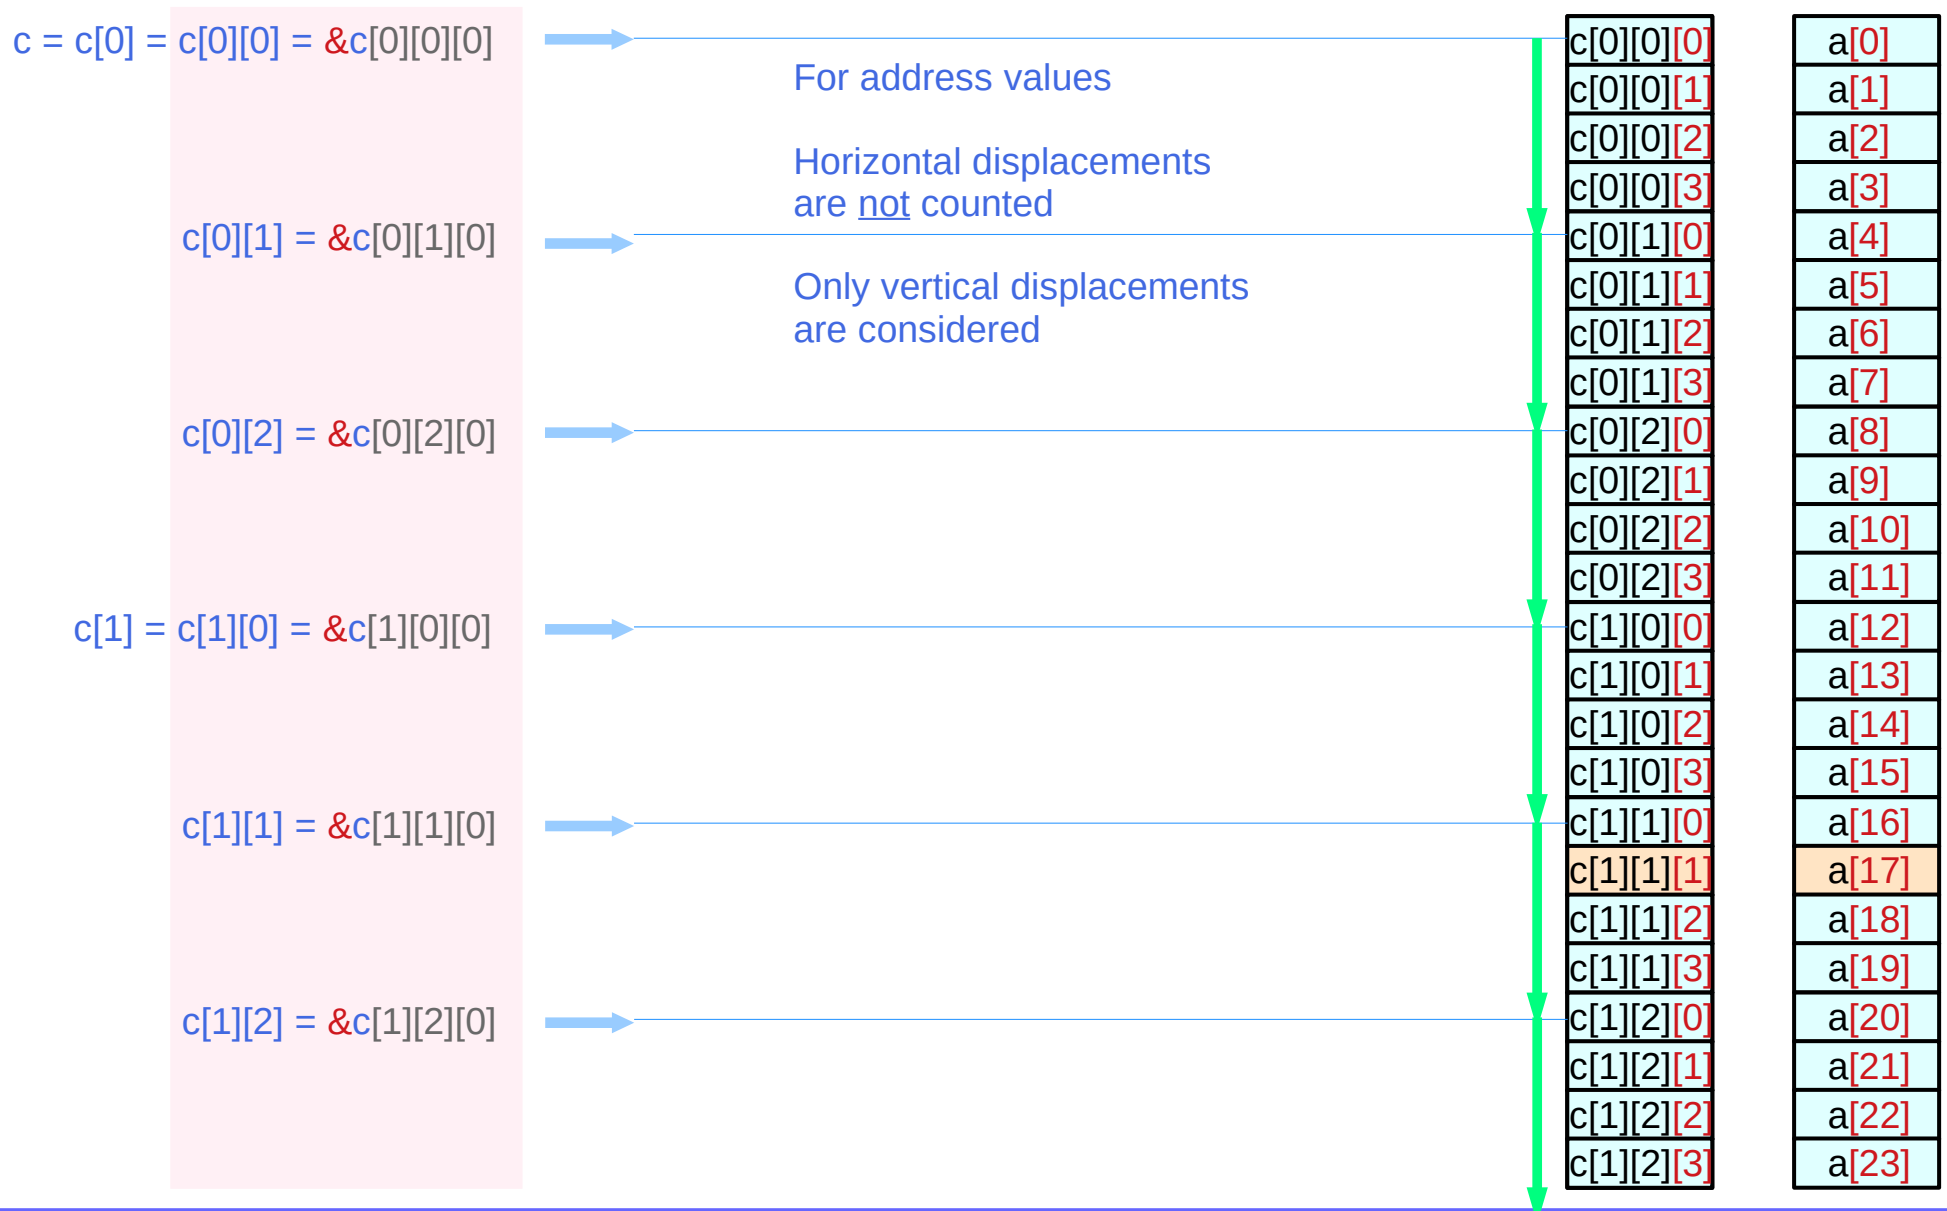 c = c[0] = c[0][0] = &c[0][0][0]
For address values
Horizontal displacements
are not counted
c[0][1] = &c[0][1][0]
Only vertical displacements
are considered
c[0][2] = &c[0][2][0]
c[1] = c[1][0] = &c[1][0][0]
c[1][1] = &c[1][1][0]
c[1][2] = &c[1][2][0]
c[0][0][0]
c[0][0][1]
c[0][0][2]
c[0][0][3]
c[0][1][0]
c[0][1][1]
c[0][1][2]
c[0][1][3]
c[0][2][0]
c[0][2][1]
c[0][2][2]
c[0][2][3]
c[1][0][0]
c[1][0][1]
c[1][0][2]
c[1][0][3]
c[1][1][0]
c[1][1][1]
c[1][1][2]
c[1][1][3]
c[1][2][0]
c[1][2][1]
c[1][2][2]
c[1][2][3]
a[0]
a[1]
a[2]
a[3]
a[4]
a[5]
a[6]
a[7]
a[8]
a[9]
a[10]
a[11]
a[12]
a[13]
a[14]
a[15]
a[16]
a[17]
a[18]
a[19]
a[20]
a[21]
a[22]
a[23]